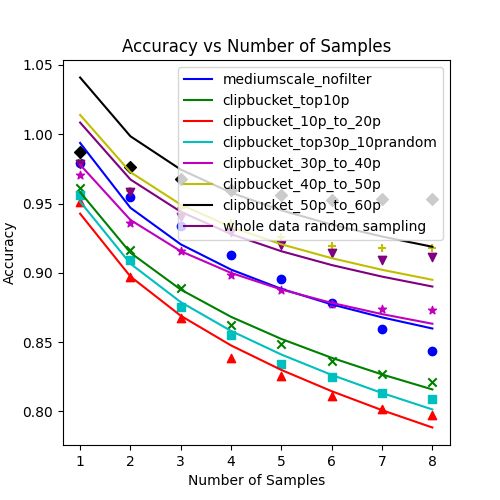 Accuracy vs Number of Samples
1.05
1.00
0.95
0.90
0.85
0.80
Accuracy
mediumscale_nofilter
clipbucket_top10p
clipbucket_10p_to_20p
clipbucket_top30p_10prandom
clipbucket_30p_to_40p
clipbucket_40p_to_50p
clipbucket_50p_to_60p
whole data random sampling
1 2 3 4 5 6 7 8
Number of Samples